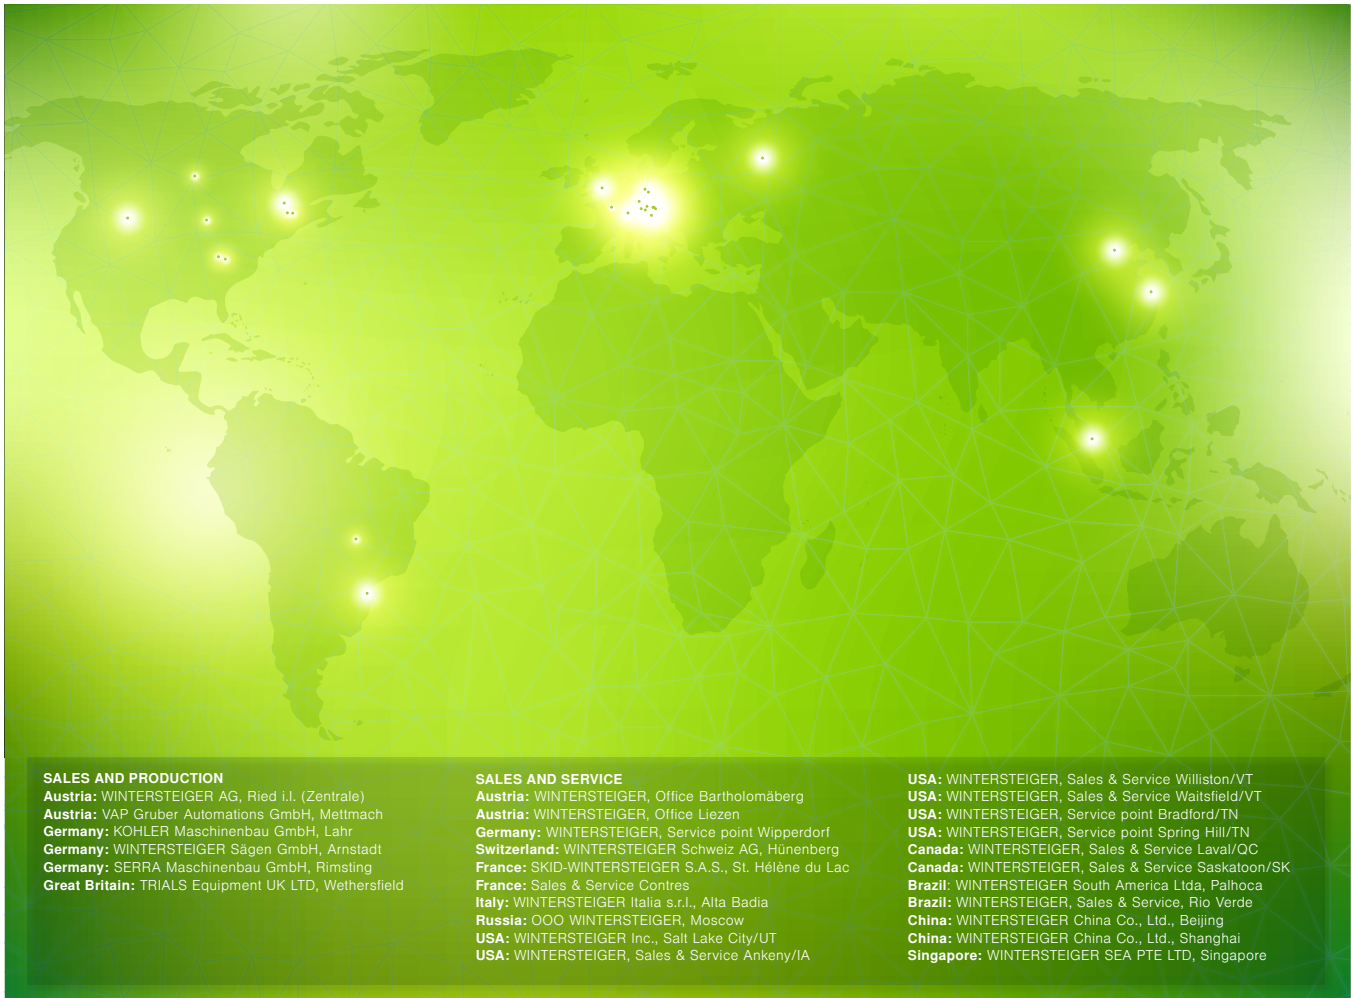 SALES AND PRODUCTION
Austria: WINTERSTEIGER AG, Ried i.I. (Zentrale)
Austria: VAP Gruber Automations GmbH, Mettmach
Germany: KOHLER Maschinenbau GmbH, Lahr
Germany: WINTERSTEIGER Sägen GmbH, Arnstadt
Germany: SERRA Maschinenbau GmbH, Rimsting
Great Britain: TRIALS Equipment UK LTD, Wethersfield
SALES AND SERVICE
Austria: WINTERSTEIGER, Office Bartholomäberg
Austria: WINTERSTEIGER, Office Liezen
Germany: WINTERSTEIGER, Service point Wipperdorf
Switzerland: WINTERSTEIGER Schweiz AG, Hünenberg
France: SKID-WINTERSTEIGER S.A.S., St. Hélène du Lac
France: Sales & Service Contres
Italy: WINTERSTEIGER Italia s.r.l., Alta Badia
Russia: OOO WINTERSTEIGER, Moscow
USA: WINTERSTEIGER Inc., Salt Lake City/UT
USA: WINTERSTEIGER, Sales & Service Ankeny/IA
USA: WINTERSTEIGER, Sales & Service Williston/VT
USA: WINTERSTEIGER, Sales & Service Waitsfield/VT
USA: WINTERSTEIGER, Service point Bradford/TN
USA: WINTERSTEIGER, Service point Spring Hill/TN
Canada: WINTERSTEIGER, Sales & Service Laval/QC
Canada: WINTERSTEIGER, Sales & Service Saskatoon/SK
Brazil: WINTERSTEIGER South America Ltda, Palhoca
Brazil: WINTERSTEIGER, Sales & Service, Rio Verde
China: WINTERSTEIGER China Co., Ltd., Beijing
China: WINTERSTEIGER China Co., Ltd., Shanghai
Singapore: WINTERSTEIGER SEA PTE LTD, Singapore